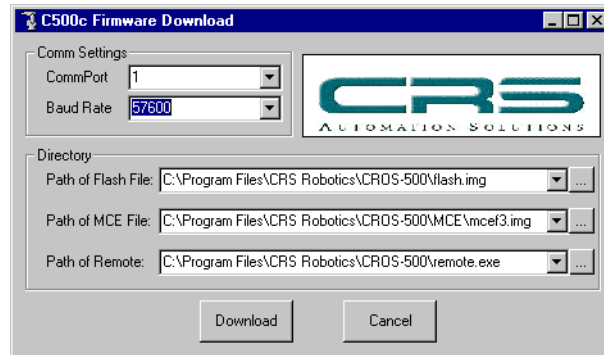 C500c Firmware Download
Comm Settings
CommPort 1
Baud Rate 57600
CRS
AUTOMATION SOLUTIONS
Directory
Path of Flash File: C:\Program Files\CRS Robotics\CROS-500\flash.img ...
Path of MCE File: C:\Program Files\CRS Robotics\CROS-500\MCE\mcef3.img ...
Path of Remote: C:\Program Files\CRS Robotics\CROS-500\remote.exe ...
Download Cancel